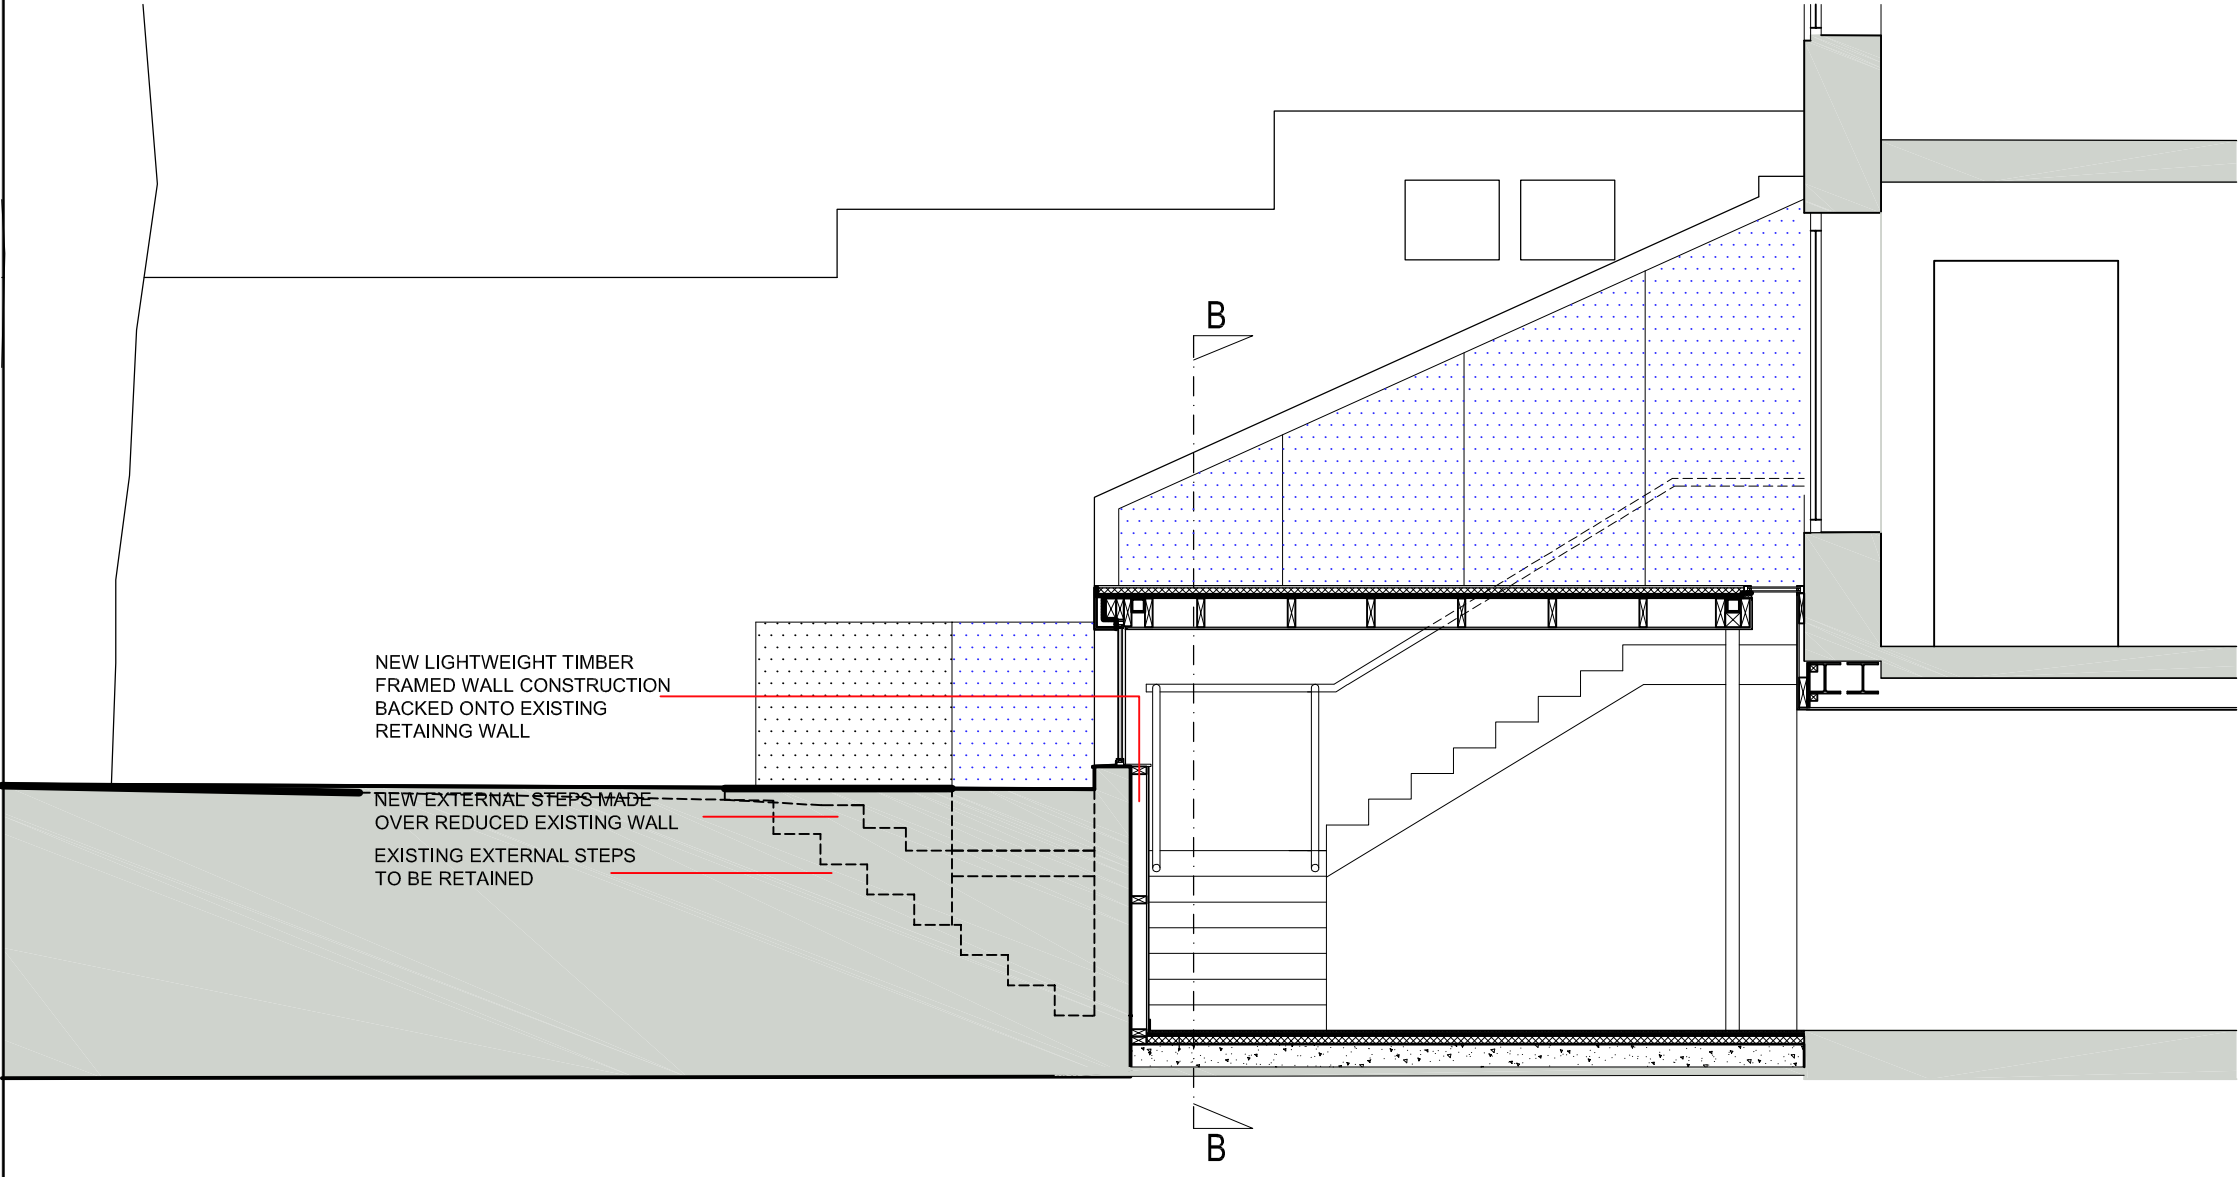 B
NEW LIGHTWEIGHT TIMBER
FRAMED WALL CONSTRUCTION
BACKED ONTO EXISTING
RETAINNG WALL
NEW EXTERNAL STEPS MADE
OVER REDUCED EXISTING WALL
EXISTING EXTERNAL STEPS
TO BE RETAINED
B